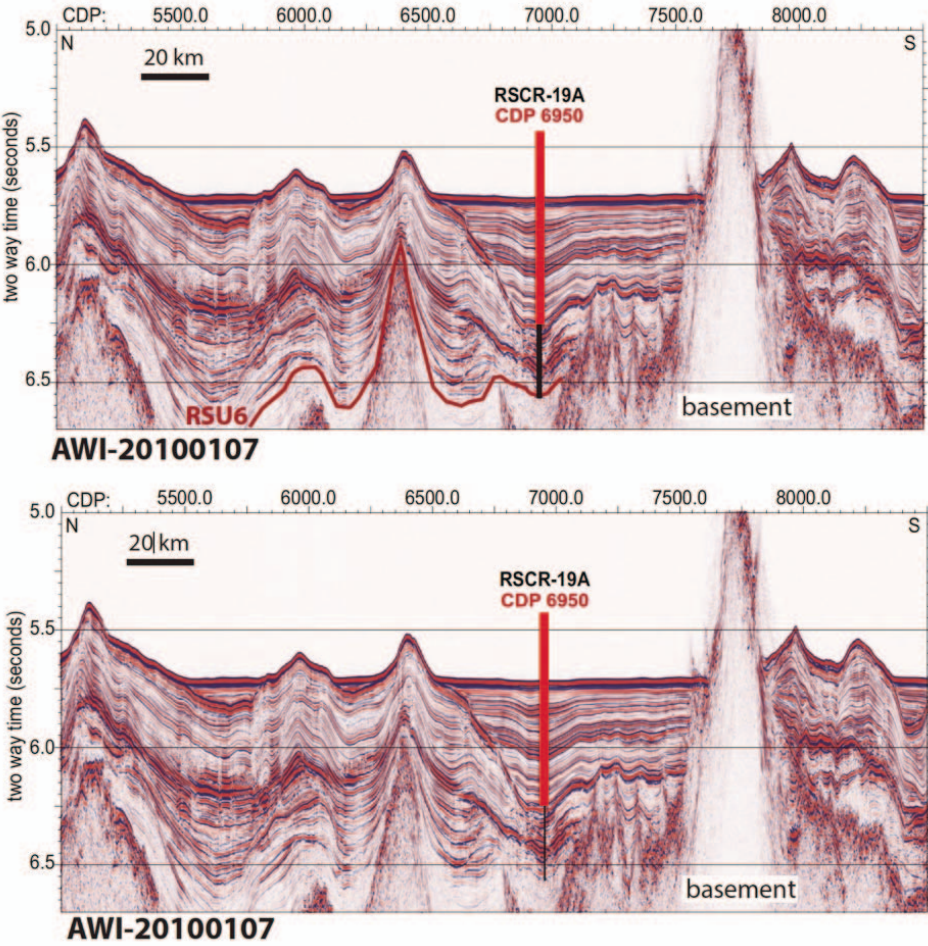 CDP: 5500.0 6000.0 6500.0 7000.0 7500.0 8000.0
5.0
N S
20 km
RSCR-19A
CDP 6950
5.5
two way time (seconds)
6.0
6.5
RSU6
basement
AWI-20100107
CDP: 5500.0 6000.0 6500.0 7000.0 7500.0 8000.0
5.0
N S
20 km
RSCR-19A
CDP 6950
5.5
two way time (seconds)
6.0
6.5
basement
AWI-20100107